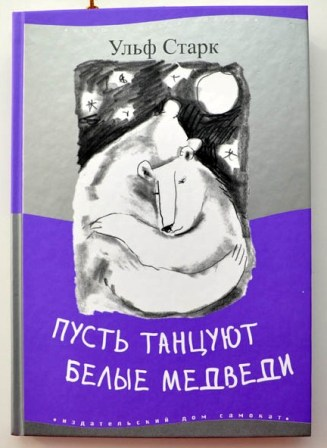 Ульф Старк
ПУСТЬ ТАНЦУЮТ
БЕЛЫЕ МЕДВЕДИ
«издательский дом самокат»